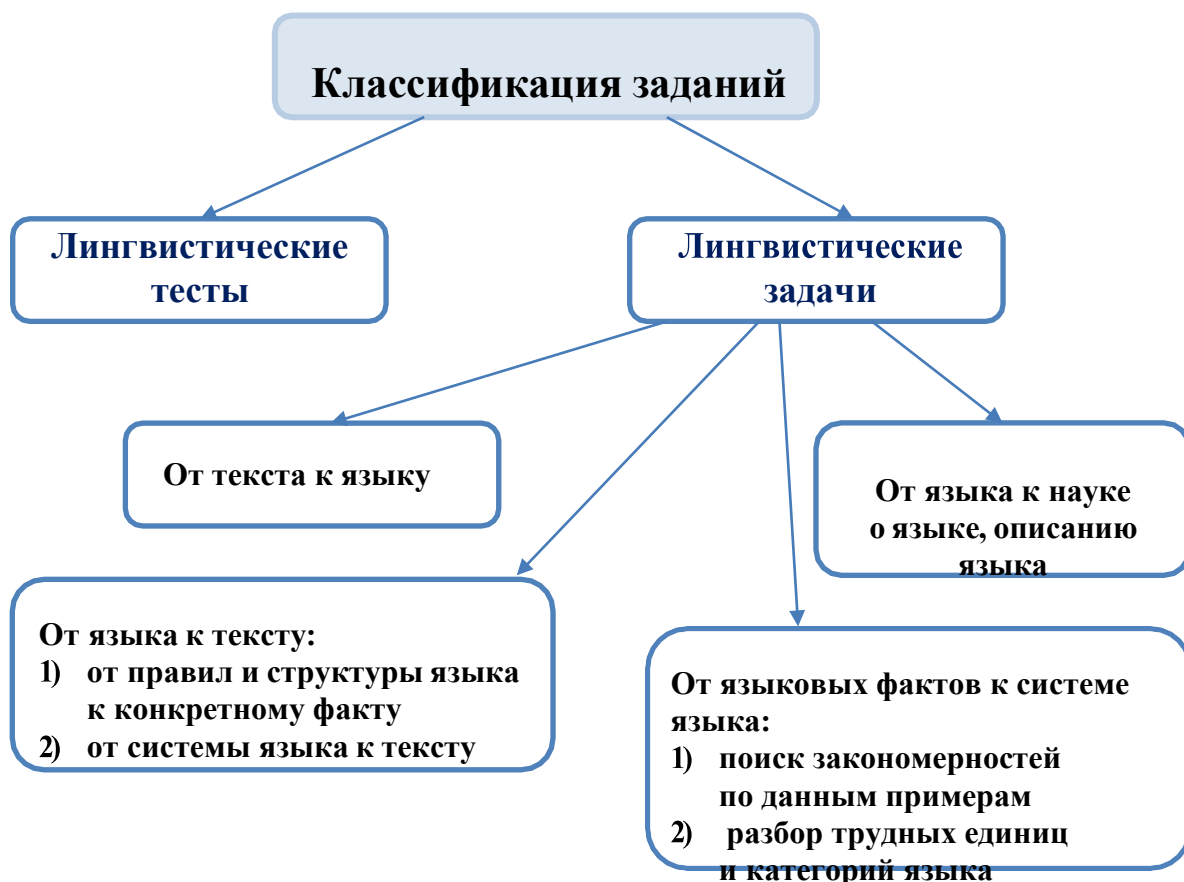 Классификация заданий
Лингвистические
тесты
Лингвистические
задачи
От текста к языку
От языка к науке
о языке, описанию
языка
От языка к тексту:
1) от правил и структуры языка
к конкретному факту
2) от системы языка к тексту
От языковых фактов к системе
языка:
1) поиск закономерностей
по данным примерам
2) разбор трудных единиц
и категорий языка